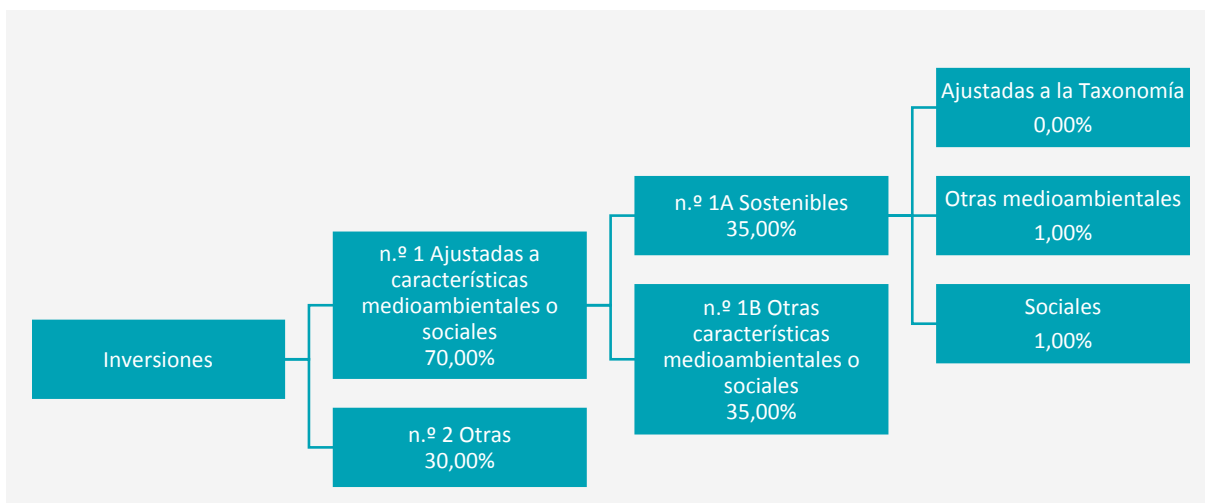 Inversiones
n.º 1 Ajustadas a
características
medioambientales o
sociales
70,00%
n.º 2 Otras
30,00%
n.º 1A Sostenibles
35,00%
n.º 1B Otras
características
medioambientales o
sociales
35,00%
Ajustadas a la Taxonomía
0,00%
Otras medioambientales
1,00%
Sociales
1,00%